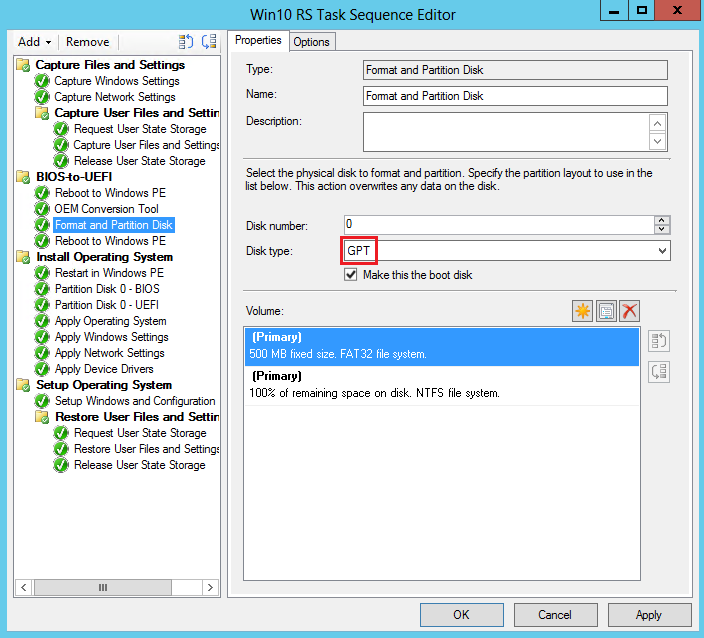 Win10 RS Task Sequence Editor
Add
Remove
Capture Files and Settings
Capture Windows Settings
Capture Network Settings
Capture User Files and Settin
Request User State Storage
Capture User Files and Settings
Release User State Storage
BIOS-to-UEFI
Reboot to Windows PE
OEM Conversion Tool
Format and Partition Disk
Reboot to Windows PE
Install Operating System
Restart in Windows PE
Partition Disk 0 - BIOS
Partition Disk 0 - UEFI
Apply Operating System
Apply Windows Settings
Apply Network Settings
Apply Device Drivers
Setup Operating System
Setup Windows and Configuration
Restore User Files and Settin
Request User State Storage
Restore User Files and Settings
Release User State Storage
Properties
Options
Type:
Format and Partition Disk
Name:
Format and Partition Disk
Description:
Select the physical disk to format and partition. Specify the partition layout to use in the
list below. This action overwrites any data on the disk.
Disk number:
0
Disk type:
GPT
Make this the boot disk
Volume:
(Primary)
500 MB fixed size. FAT32 file system.
(Primary)
100% of remaining space on disk. NTFS file system.
OK
Cancel
Apply